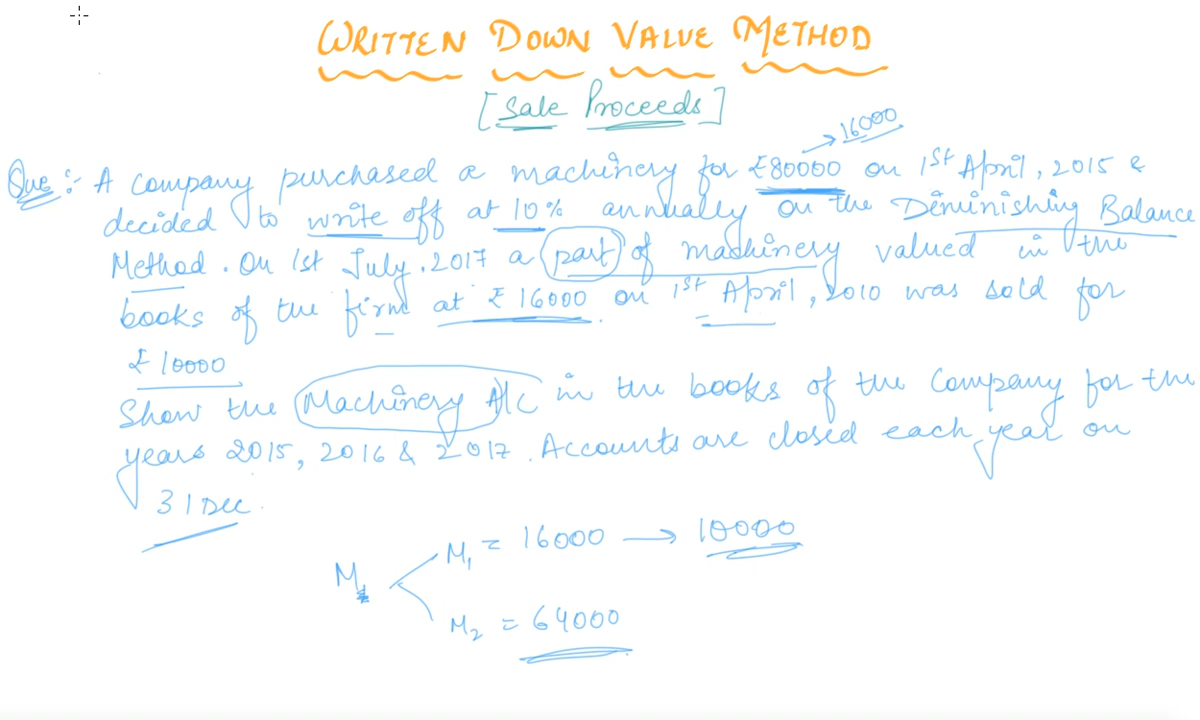 WRITTEN DOWN VALUE METHOD
[Sale Proceeds]
→16000
Que :- A company purchased a machinery for ₹80000 on 1st April, 2015 &
decided to write off at 10% annually on the Diminishing Balance
Method. On 1st July, 2017 a part of machinery valued in the
books of the firm at ₹ 16000 on 1st April, 2010 was sold for
₹ 10000
Show the Machinery A/C in the books of the Company for the
years 2015, 2016 & 2017. Accounts are closed each year on
31 Dec.
M₁ = 16000 → 10000
M
M₂ = 64000